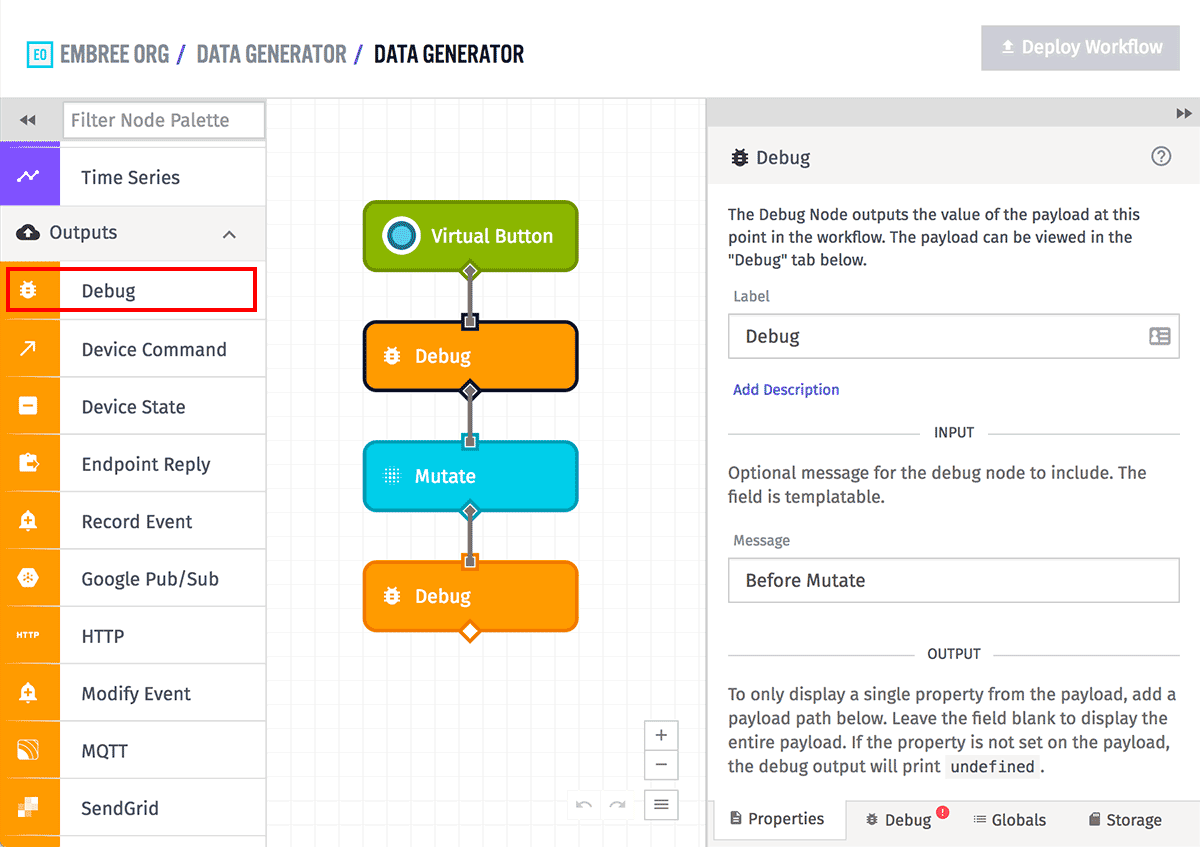 EO EMBREE ORG / DATA GENERATOR / DATA GENERATOR
Deploy Workflow
Filter Node Palette
Time Series
Outputs
Debug
Device Command
Device State
Endpoint Reply
Record Event
Google Pub/Sub
HTTP HTTP
Modify Event
MQTT
SendGrid
Virtual Button
Debug
Mutate
Debug
Debug
The Debug Node outputs the value of the payload at this
point in the workflow. The payload can be viewed in the
"Debug" tab below.
Label
Debug
Add Description
INPUT
Optional message for the debug node to include. The
field is templatable.
Message
Before Mutate
OUTPUT
To only display a single property from the payload, add a
payload path below. Leave the field blank to display the
entire payload. If the property is not set on the payload,
the debug output will print undefined.
Properties Debug Globals Storage